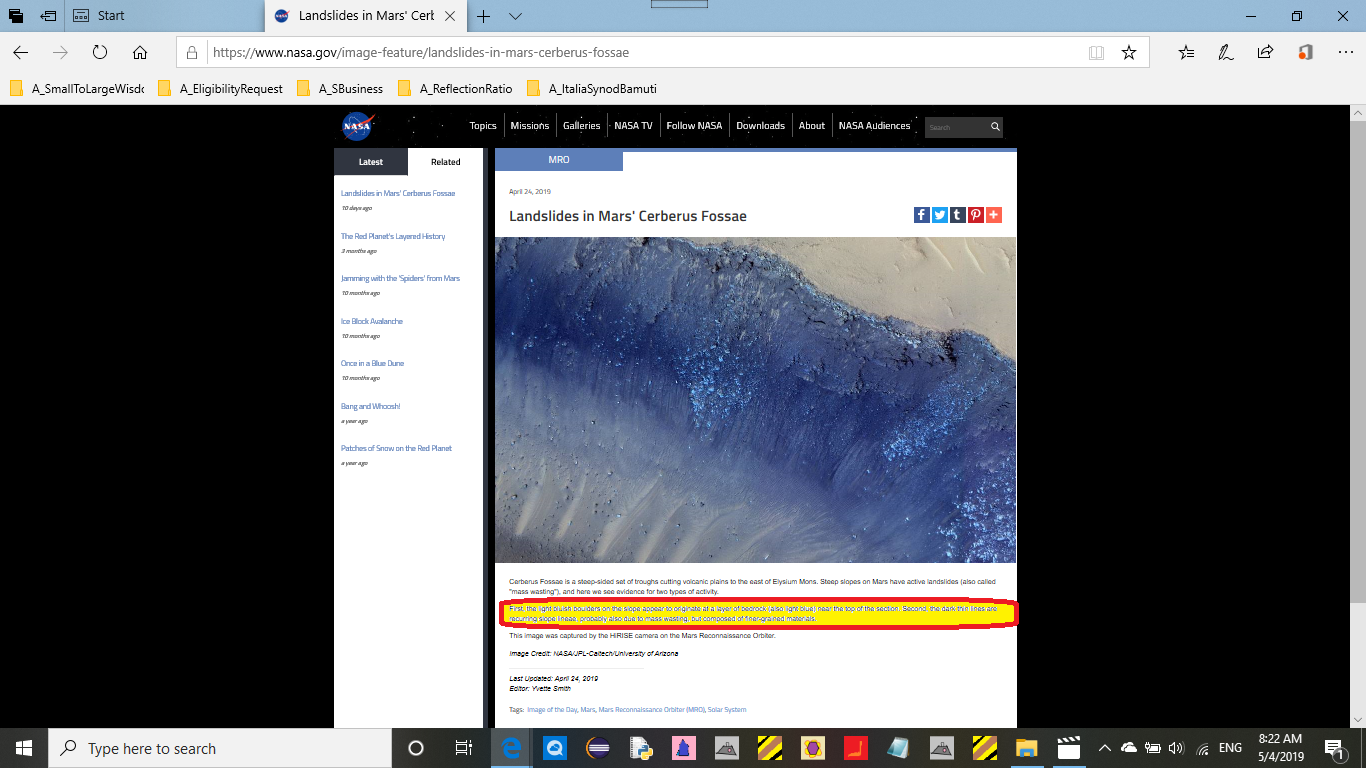 Start
Landslides in Mars' Cerb
https://www.nasa.gov/image-feature/landslides-in-mars-cerberus-fossae
A_SmallToLargeWisdo A_EligibilityRequest A_SBusiness A_ReflectionRatio A_ItaliaSynodBamuti
NASA Topics Missions Galleries NASA TV Follow NASA Downloads About NASA Audiences Search
Latest Related
Landslides in Mars' Cerberus Fossae
10 days ago
The Red Planet's Layered History
3 months ago
Jamming with the 'Spiders' from Mars
10 months ago
Ice Block Avalanche
10 months ago
Once in a Blue Dune
10 months ago
Bang and Whoosh!
a year ago
Patches of Snow on the Red Planet
a year ago
MRO
April 24, 2019
Landslides in Mars' Cerberus Fossae
Cerberus Fossae is a steep-sided set of troughs cutting volcanic plains to the east of Elysium Mons. Steep slopes on Mars have active landslides (also called
"mass wasting"), and here we see evidence for two types of activity.
First, the light bluish boulders on the slope appear to originate at a layer of bedrock (also light blue) near the top of the section. Second, the dark thin lines are
recurring slope lineae, probably also due to mass wasting, but composed of finer-grained materials.
This image was captured by the HiRISE camera on the Mars Reconnaissance Orbiter.
Image Credit: NASA/JPL-Caltech/University of Arizona
Last Updated: April 24, 2019
Editor: Yvette Smith
Tags: Image of the Day, Mars, Mars Reconnaissance Orbiter (MRO), Solar System
Type here to search
ENG
8:22 AM
5/4/2019
1